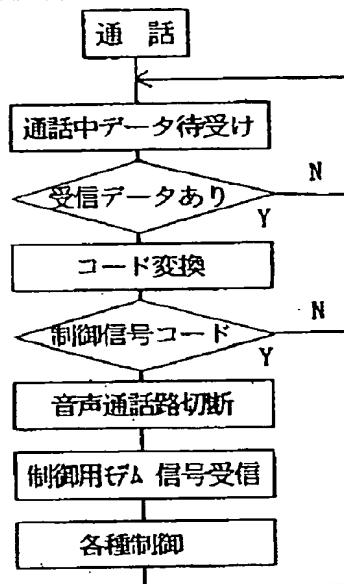 通 話
通話中データ待受け
受信データあり
N
Y
コード変換
制御信号コード
N
Y
音声通話路切断
制御用モデム 信号受信
各種制御